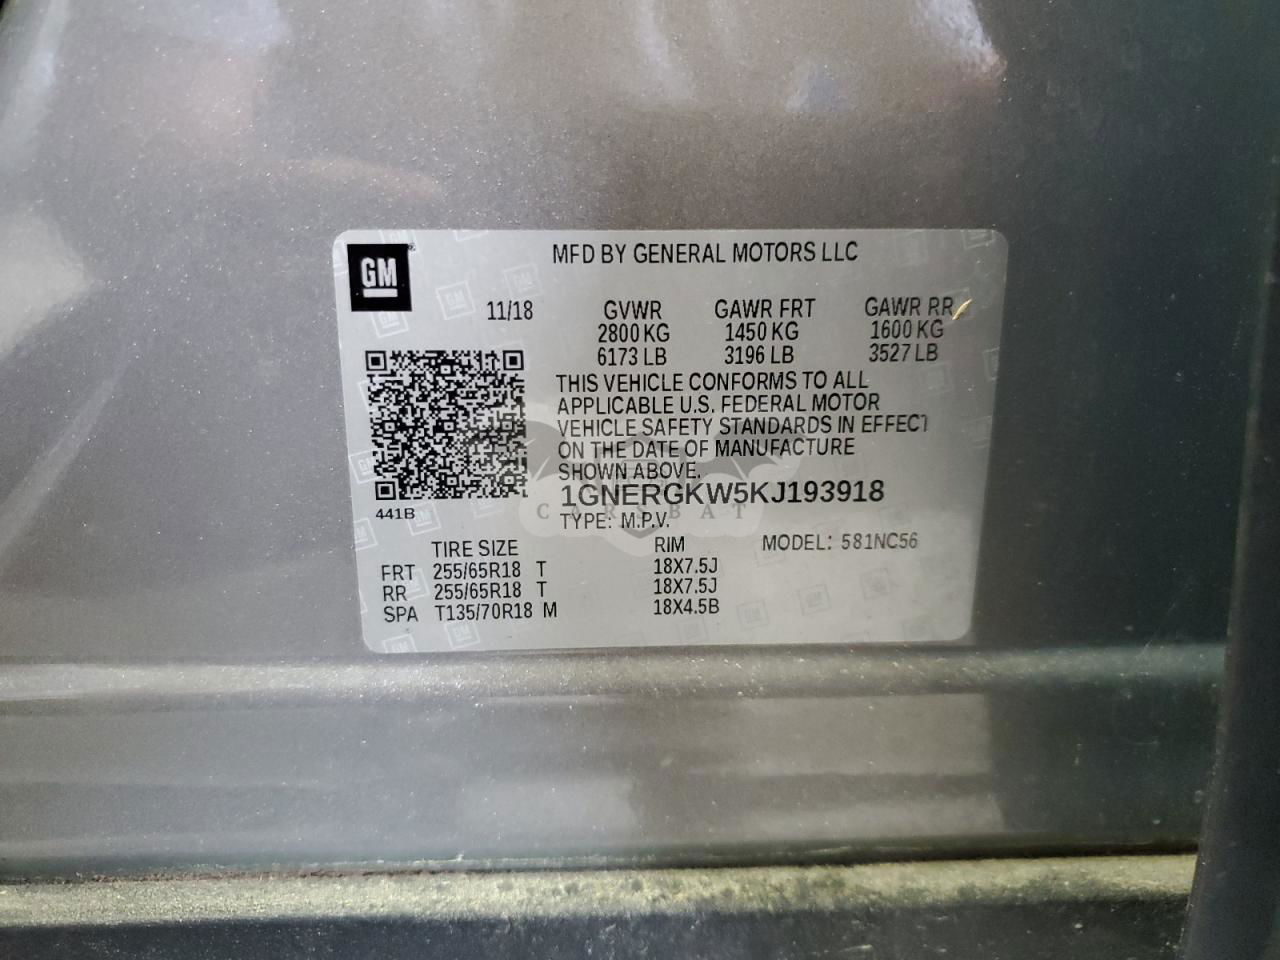 GM
MFD BY GENERAL MOTORS LLC
11/18 GVWR GAWR FRT GAWR RR
2800 KG 1450 KG 1600 KG
6173 LB 3196 LB 3527 LB
THIS VEHICLE CONFORMS TO ALL
APPLICABLE U.S. FEDERAL MOTOR
VEHICLE SAFETY STANDARDS IN EFFECT
ON THE DATE OF MANUFACTURE
SHOWN ABOVE.
1GNERGKW5KJ193918
441B
CARSBAT
TYPE: M.P.V. MODEL: 581NC56
TIRE SIZE RIM
FRT 255/65R18 T 18X7.5J
RR 255/65R18 T 18X7.5J
SPA T135/70R18 M 18X4.5B